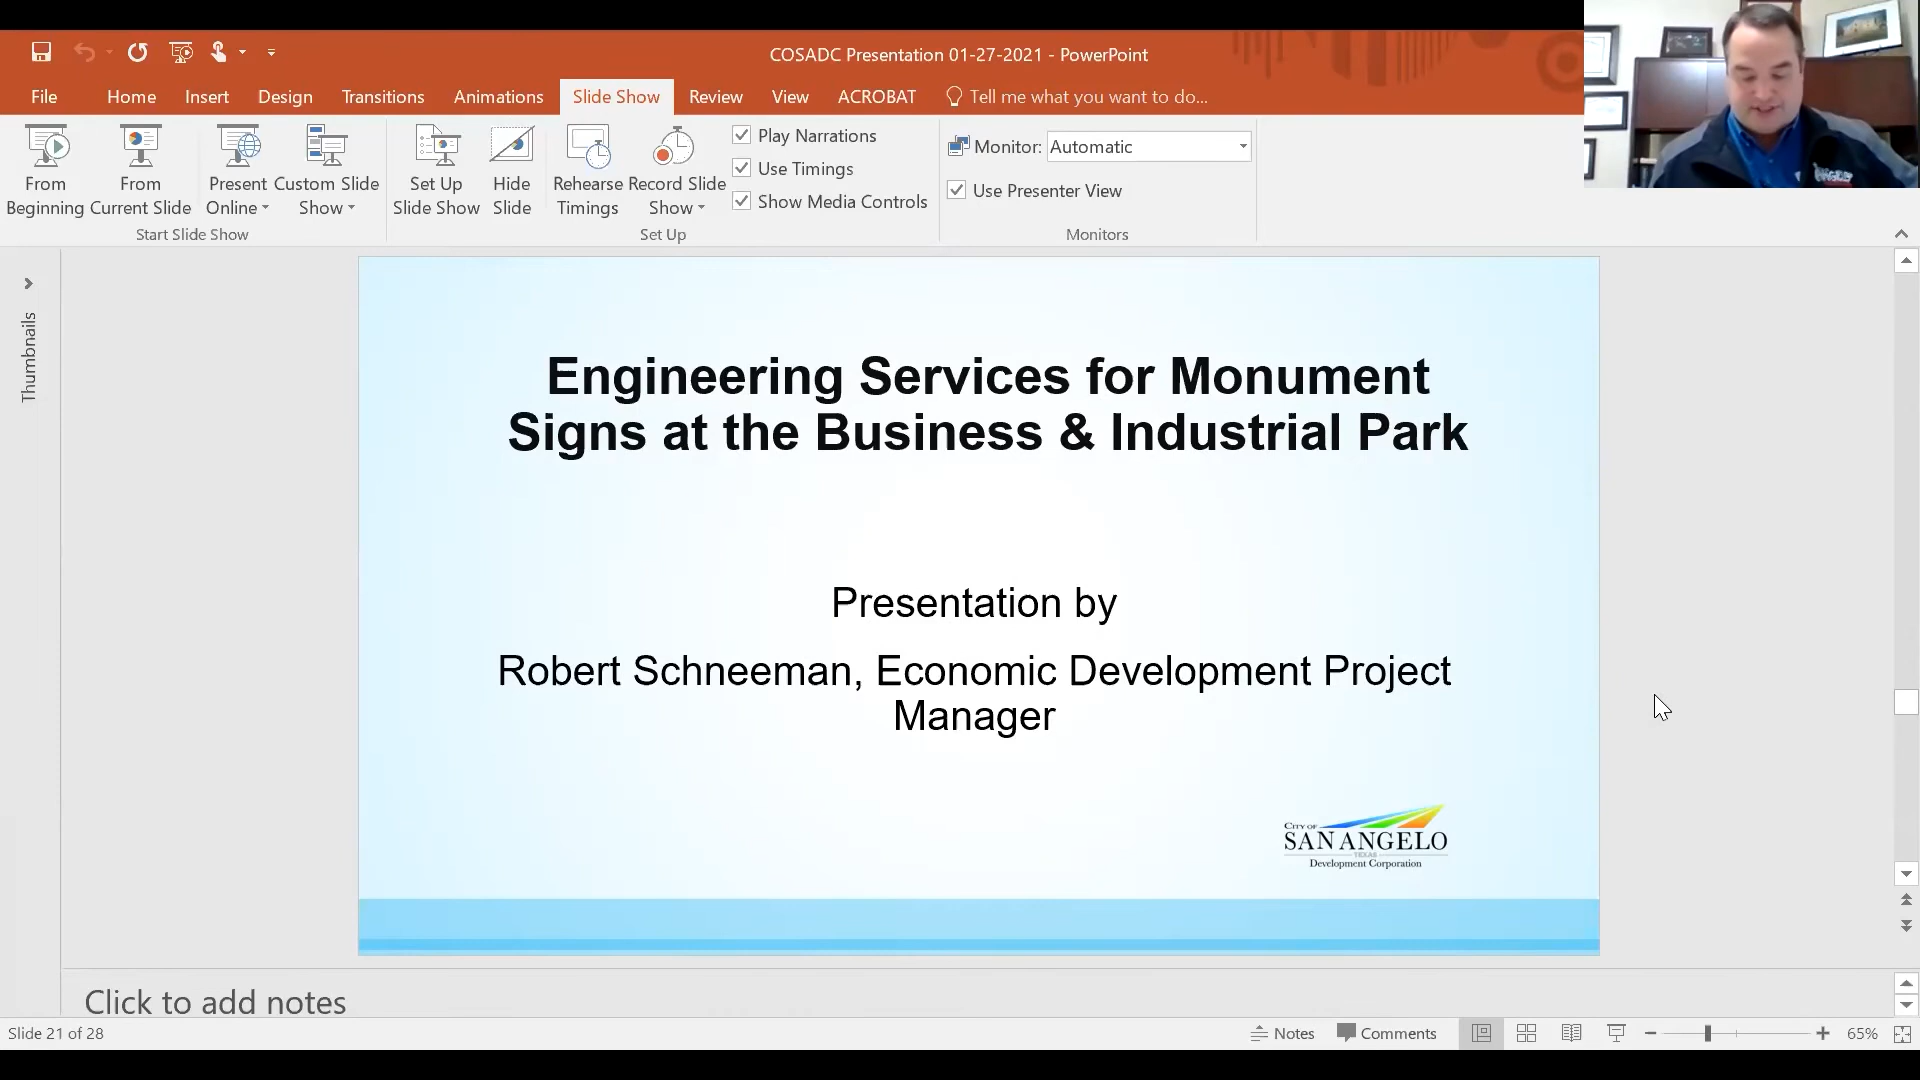 COSADC Presentation 01-27-2021 - PowerPoint
File Home Insert Design Transitions Animations Slide Show Review View ACROBAT Tell me what you want to do...
From Beginning
From Current Slide
Present Online
Custom Slide Show
Set Up Slide Show
Hide Slide
Rehearse Timings
Record Slide Show
Play Narrations
Use Timings
Show Media Controls
Monitor: Automatic
Use Presenter View
Start Slide Show
Set Up
Monitors
Thumbnails
Engineering Services for Monument
Signs at the Business & Industrial Park
Presentation by
Robert Schneeman, Economic Development Project
Manager
CITY OF
SAN ANGELO
TEXAS
Development Corporation
Click to add notes
Slide 21 of 28
Notes
Comments
65%